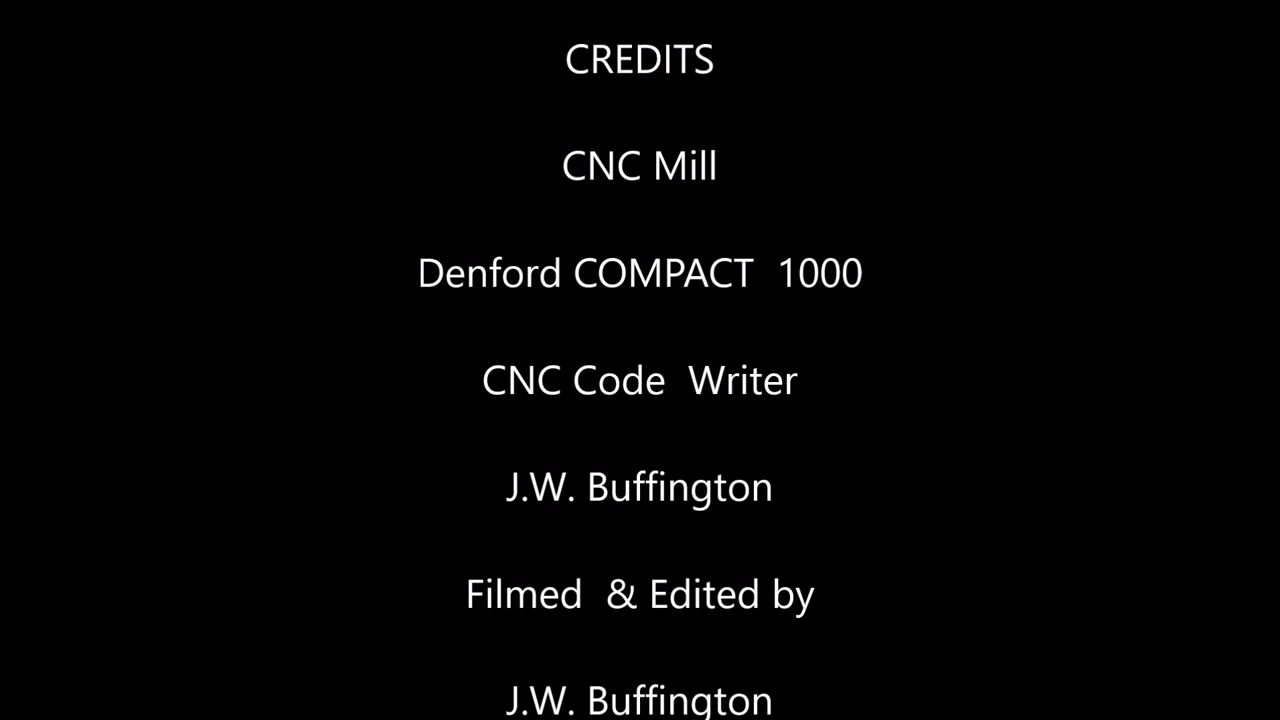 CREDITS
CNC Mill
Denford COMPACT  1000
CNC Code  Writer
J.W. Buffington
Filmed  & Edited by
J.W. Buffington